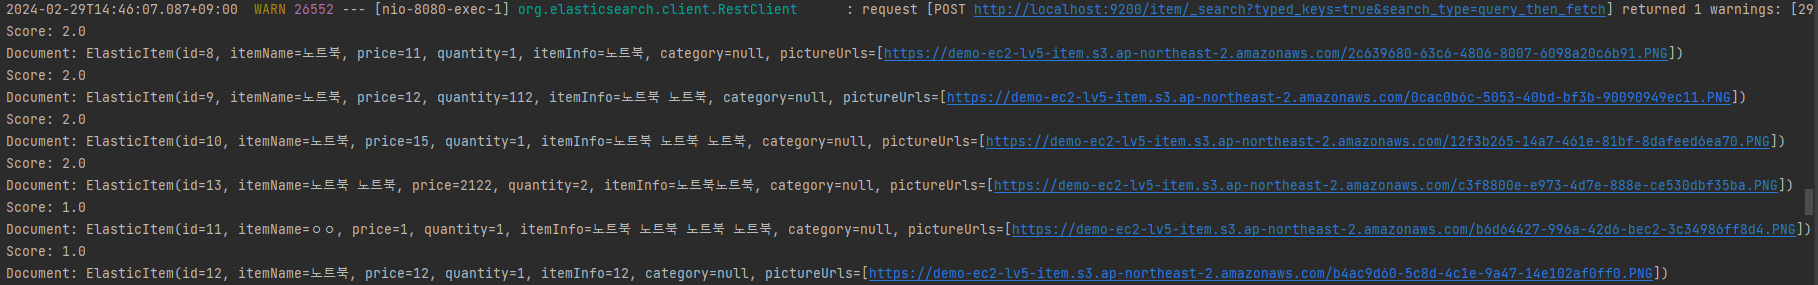 2024-02-29T14:46:07.087+09:00  WARN 26552 --- [nio-8080-exec-1] org.elasticsearch.client.RestClient      : request [POST http://localhost:9200/item/_search?typed_keys=true&search_type=query_then_fetch] returned 1 warnings: [29
Score: 2.0
Document: ElasticItem(id=8, itemName=노트북, price=11, quantity=1, itemInfo=노트북, category=null, pictureUrls=[https://demo-ec2-lv5-item.s3.ap-northeast-2.amazonaws.com/2c639680-63c6-4806-8007-6098a20c6b91.PNG])
Score: 2.0
Document: ElasticItem(id=9, itemName=노트북, price=12, quantity=112, itemInfo=노트북 노트북, category=null, pictureUrls=[https://demo-ec2-lv5-item.s3.ap-northeast-2.amazonaws.com/0cac0b6c-5053-40bd-bf3b-90090949ec11.PNG])
Score: 2.0
Document: ElasticItem(id=10, itemName=노트북, price=15, quantity=1, itemInfo=노트북 노트북 노트북, category=null, pictureUrls=[https://demo-ec2-lv5-item.s3.ap-northeast-2.amazonaws.com/12f3b265-14a7-461e-81bf-8dafeed6ea70.PNG])
Score: 2.0
Document: ElasticItem(id=13, itemName=노트북 노트북, price=2122, quantity=2, itemInfo=노트북노트북, category=null, pictureUrls=[https://demo-ec2-lv5-item.s3.ap-northeast-2.amazonaws.com/c3f8800e-e973-4d7e-888e-ce530dbf35ba.PNG])
Score: 1.0
Document: ElasticItem(id=11, itemName=ㅇㅇ, price=1, quantity=1, itemInfo=노트북 노트북 노트북 노트북, category=null, pictureUrls=[https://demo-ec2-lv5-item.s3.ap-northeast-2.amazonaws.com/b6d64427-996a-42d6-bec2-3c34986ff8d4.PNG])
Score: 1.0
Document: ElasticItem(id=12, itemName=노트북, price=12, quantity=1, itemInfo=12, category=null, pictureUrls=[https://demo-ec2-lv5-item.s3.ap-northeast-2.amazonaws.com/b4ac9d60-5c8d-4c1e-9a47-14e102af0ff0.PNG])